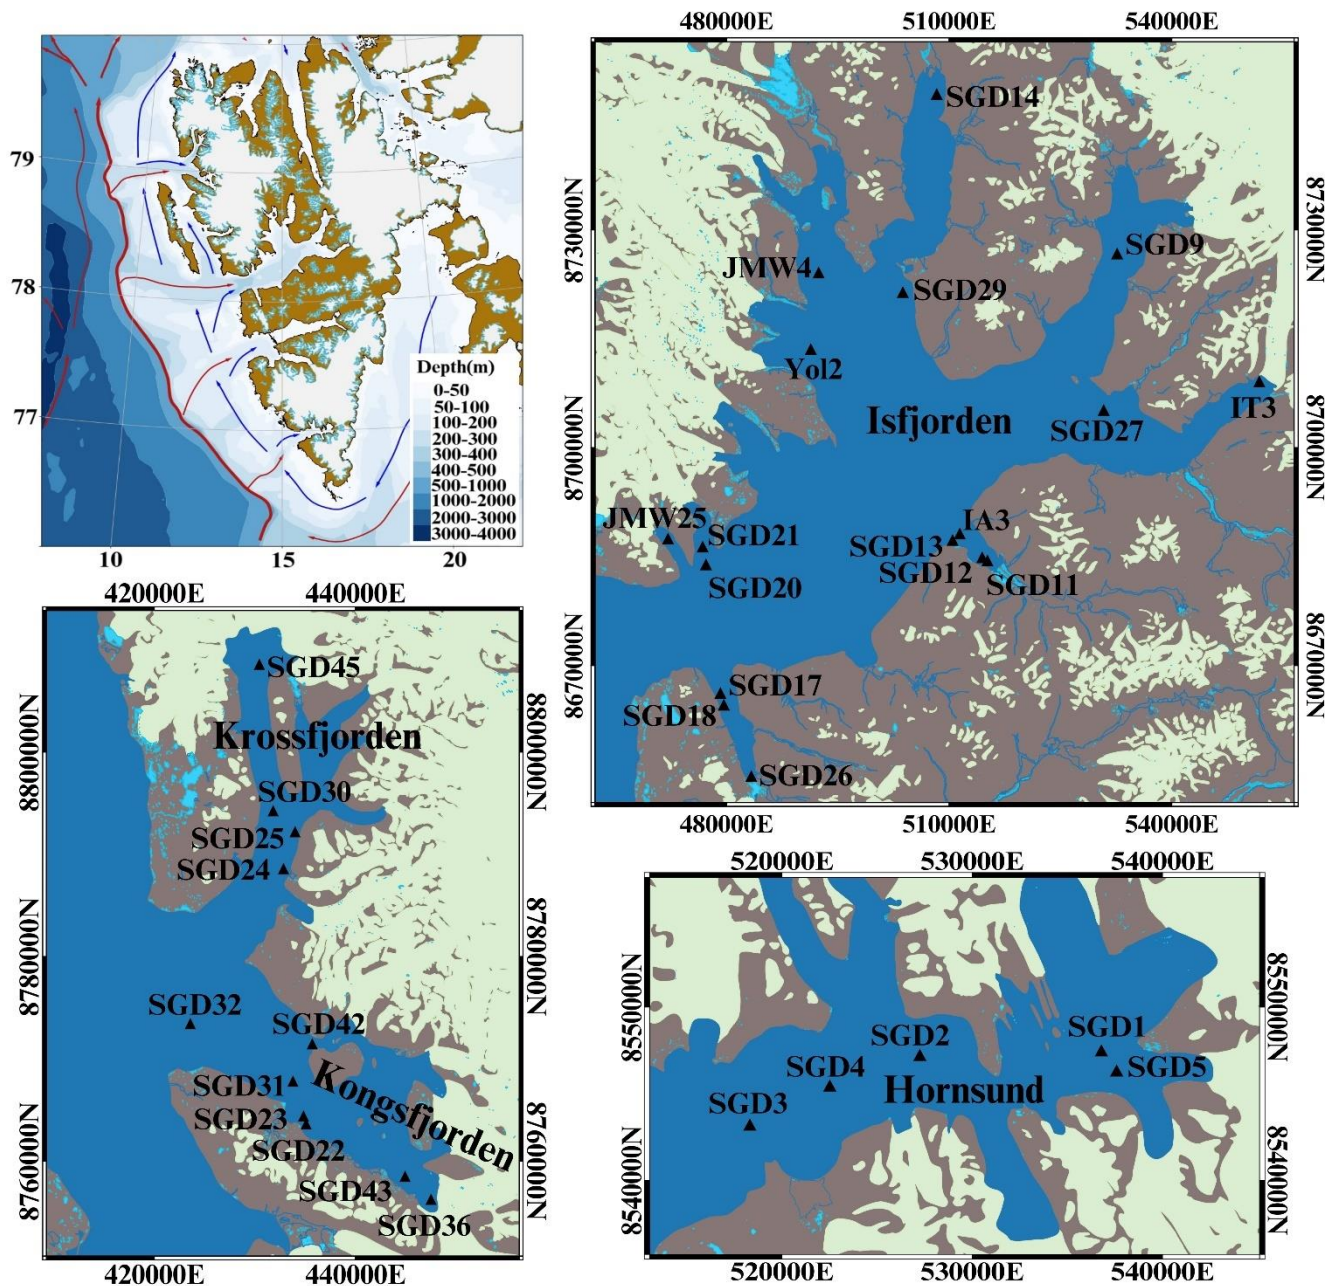 79
78
77
10
15
20
Depth(m)
0-50
50-100
100-200
200-300
300-400
400-500
500-1000
1000-2000
2000-3000
3000-4000
480000E
510000E
540000E
8730000N
8700000N
8670000N
8730000N
8700000N
8670000N
SGD14
SGD9
JMW4
SGD29
Yol2
IT3
Isfjorden
SGD27
JMW25
SGD21
IA3
SGD13
SGD12
SGD11
SGD20
SGD17
SGD18
SGD26
480000E
510000E
540000E
420000E
440000E
8800000N
8780000N
8760000N
8800000N
8780000N
8760000N
SGD45
Krossfjorden
SGD30
SGD25
SGD24
SGD32
SGD42
SGD31
Kongsfjorden
SGD23
SGD22
SGD43
SGD36
420000E
440000E
520000E
530000E
540000E
8550000N
8540000N
8550000N
8540000N
SGD2
SGD1
SGD4
SGD5
Hornsund
SGD3
520000E
530000E
540000E